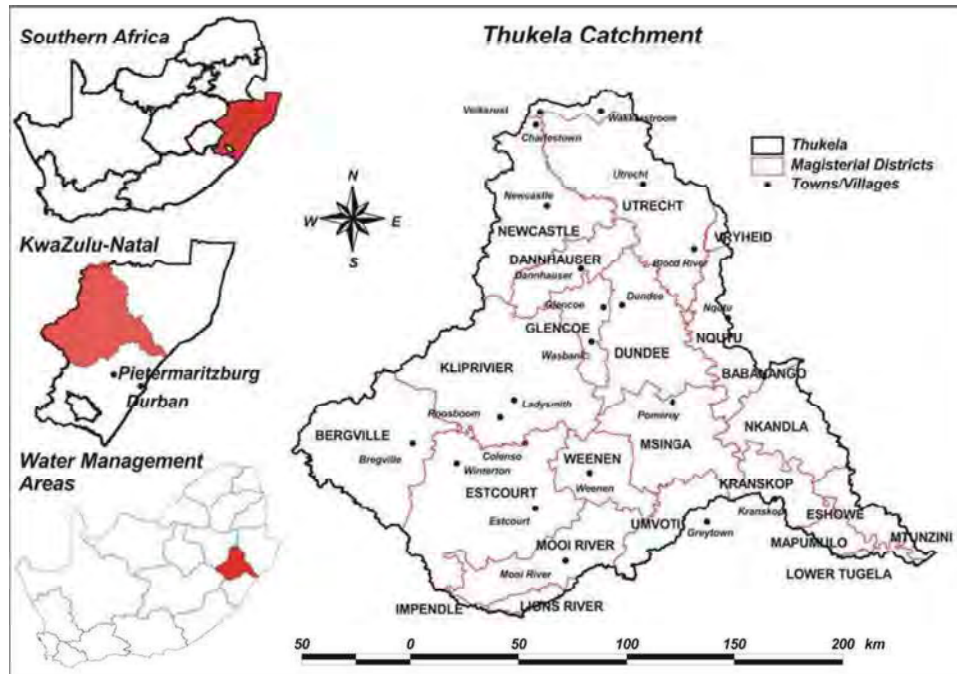 Southern Africa
Thukela Catchment
Volksrust
Wakkerstroom
Charlestown
Thukela
Magisterial Districts
Towns/Villages
N
W
E
S
Utrecht
Newcastle
UTRECHT
NEWCASTLE
VRYHEID
KwaZulu-Natal
DANNHAUSER
Blood River
Dannhauser
Glencoe
Dundee
Nqutu
GLENCOE
NQUTU
Wasbank
DUNDEE
KLIPRIVIER
BABANANGO
Pietermaritzburg
Durban
Ladysmith
Roosboom
Pomeroy
NKANDLA
BERGVILLE
MSINGA
Bregville
Colenso
WEENEN
Water Management
Areas
Winterton
Weenen
KRANSKOP
ESTCOURT
Kranskop
ESHOWE
Estcourt
UMVOTI
Greytown
MTUNZINI
MOOI RIVER
MAPUMULO
Mooi River
LOWER TUGELA
IMPENDLE
LIONS RIVER
50
0
50
100
150
200
km